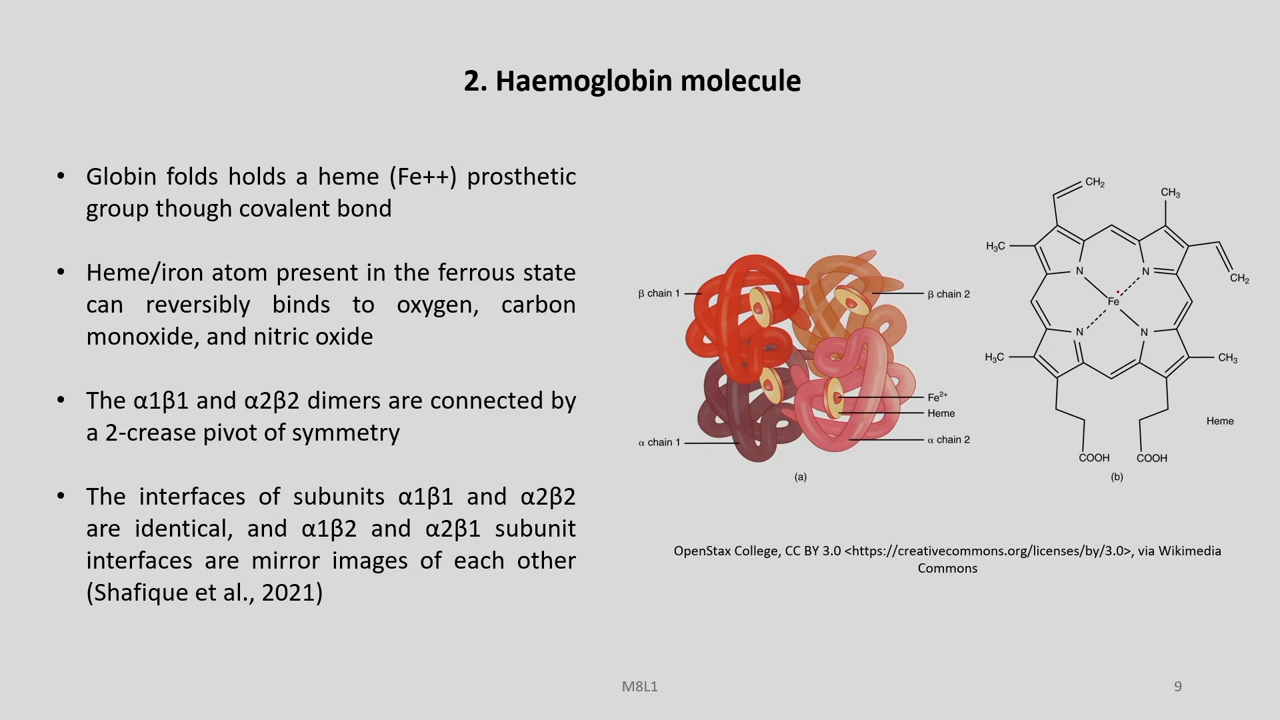 2. Haemoglobin molecule
• Globin folds holds a heme (Fe++) prosthetic
group though covalent bond
• Heme/iron atom present in the ferrous state
can reversibly binds to oxygen, carbon
monoxide, and nitric oxide
• The α1β1 and α2β2 dimers are connected by
a 2-crease pivot of symmetry
• The interfaces of subunits α1β1 and α2β2
are identical, and α1β2 and α2β1 subunit
interfaces are mirror images of each other
(Shafique et al., 2021)
β chain 1
β chain 2
Fe2+
Heme
α chain 1
α chain 2
(a)
CH2
CH3
H3C
CH2
N
N
Fe
N
N
H3C
CH3
Heme
COOH
COOH
(b)
OpenStax College, CC BY 3.0 <https://creativecommons.org/licenses/by/3.0>, via Wikimedia
Commons
M8L1
9